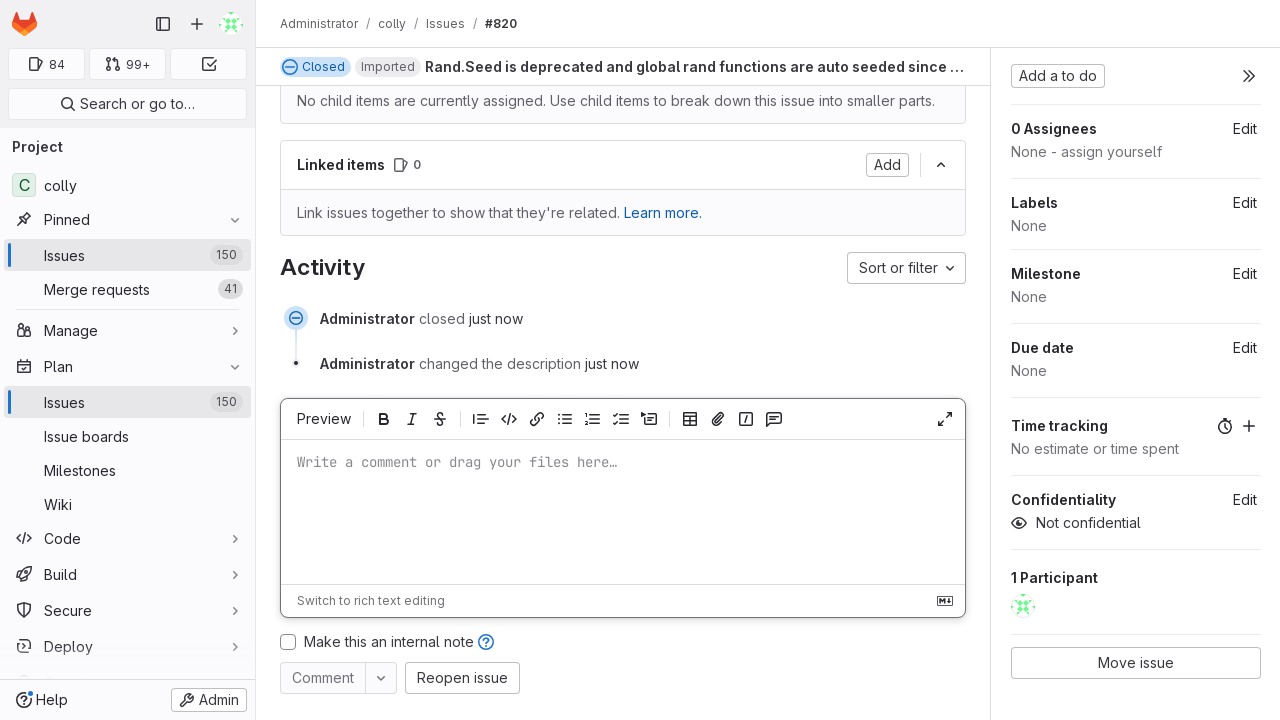 Administrator / colly / Issues / #820
84
99+
Search or go to…
Project
C colly
Pinned
Issues 150
Merge requests 41
Manage
Plan
Issues 150
Issue boards
Milestones
Wiki
Code
Build
Secure
Deploy
Help
Admin
Closed Imported Rand.Seed is deprecated and global rand functions are auto seeded since …
No child items are currently assigned. Use child items to break down this issue into smaller parts.
Linked items 0
Add
Link issues together to show that they're related. Learn more.
Activity
Sort or filter
Administrator closed just now
Administrator changed the description just now
Preview
Write a comment or drag your files here…
Switch to rich text editing
Make this an internal note
Comment
Reopen issue
Add a to do
0 Assignees Edit
None - assign yourself
Labels Edit
None
Milestone Edit
None
Due date Edit
None
Time tracking
No estimate or time spent
Confidentiality Edit
Not confidential
1 Participant
Move issue